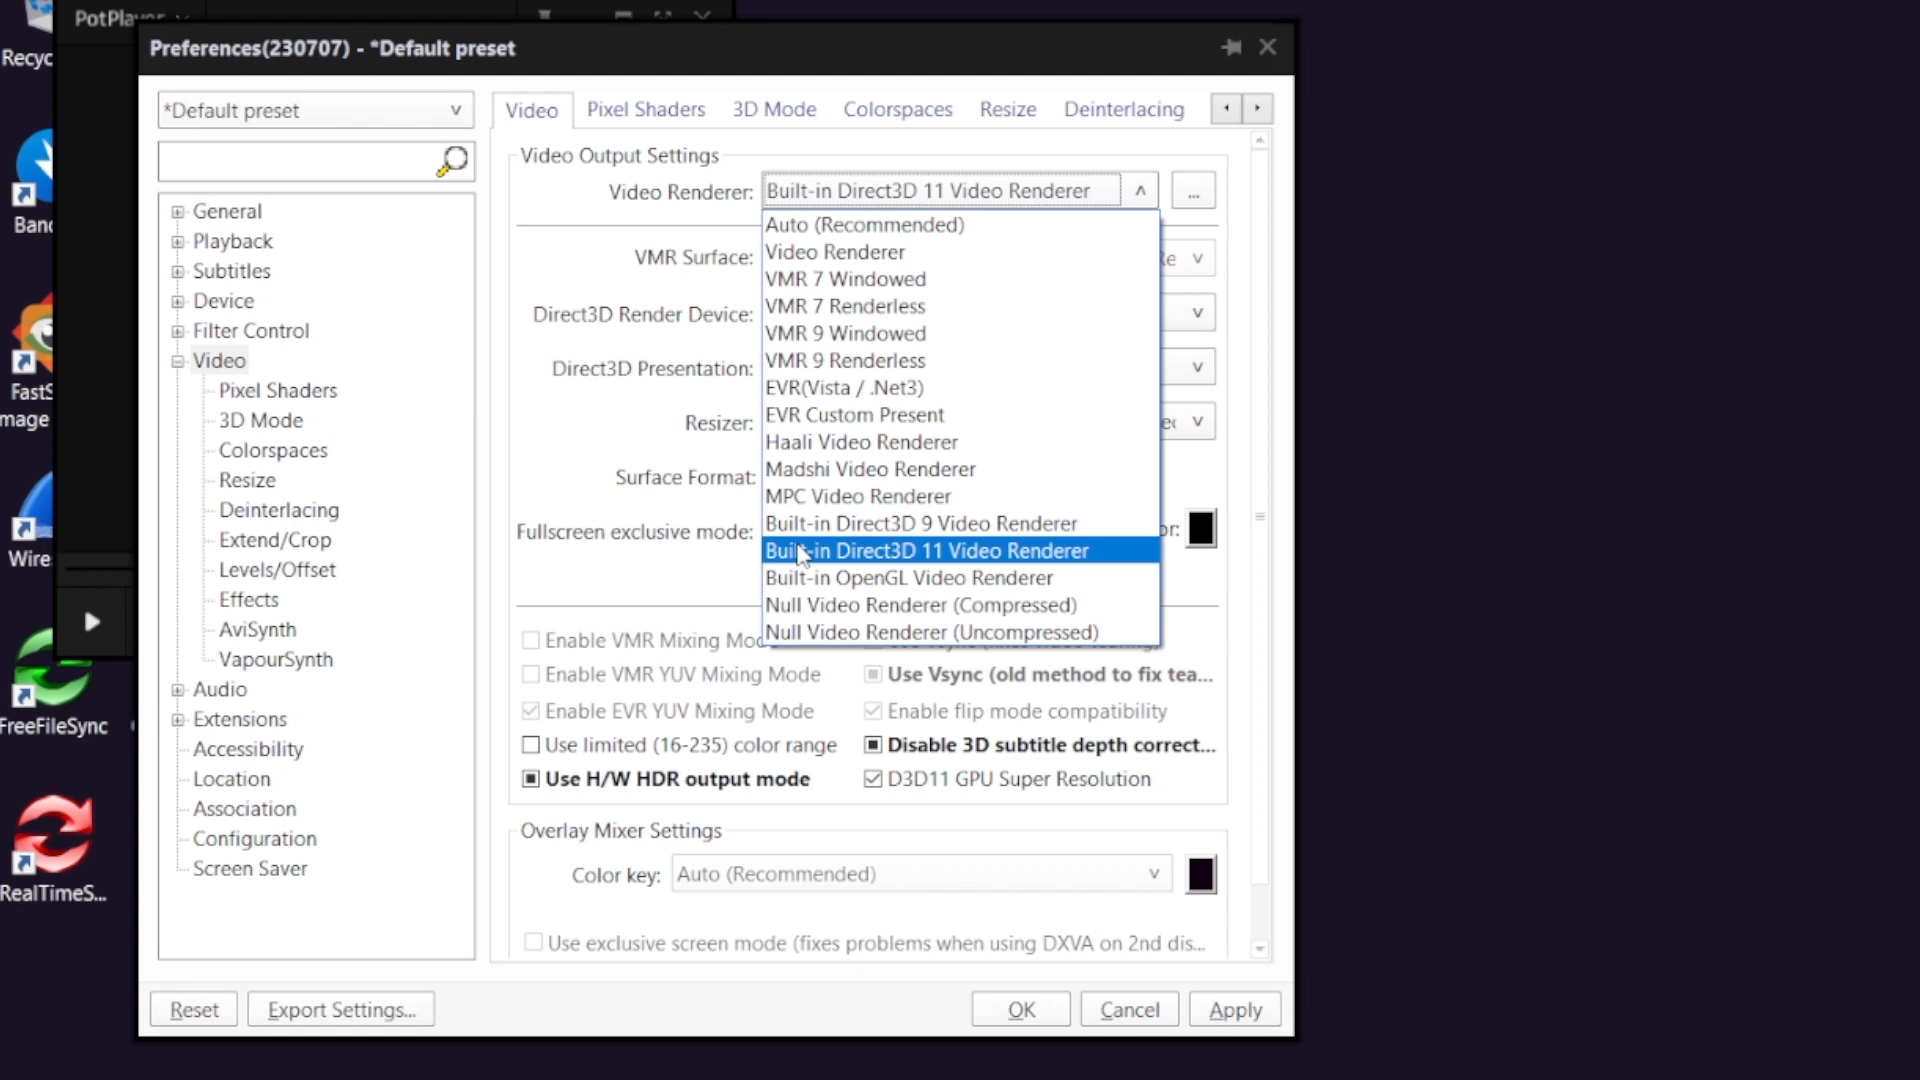 PotPlayer
Preferences(230707) - *Default preset
Recyc
Banc
FastS
mage
Wire
FreeFileSync
RealTimeS...
*Default preset
General
Playback
Subtitles
Device
Filter Control
Video
Pixel Shaders
3D Mode
Colorspaces
Resize
Deinterlacing
Extend/Crop
Levels/Offset
Effects
AviSynth
VapourSynth
Audio
Extensions
Accessibility
Location
Association
Configuration
Screen Saver
Video Pixel Shaders 3D Mode Colorspaces Resize Deinterlacing
Video Output Settings
Video Renderer: Built-in Direct3D 11 Video Renderer ...
Auto (Recommended)
Video Renderer
VMR 7 Windowed
VMR 7 Renderless
VMR 9 Windowed
VMR 9 Renderless
EVR(Vista / .Net3)
EVR Custom Present
Haali Video Renderer
Madshi Video Renderer
MPC Video Renderer
Built-in Direct3D 9 Video Renderer
Built-in Direct3D 11 Video Renderer
Built-in OpenGL Video Renderer
Null Video Renderer (Compressed)
Null Video Renderer (Uncompressed)
VMR Surface:
Direct3D Render Device:
Direct3D Presentation:
Resizer:
Surface Format:
Fullscreen exclusive mode:
Enable VMR Mixing Mod
Enable VMR YUV Mixing Mode Use Vsync (old method to fix tea...
Enable EVR YUV Mixing Mode Enable flip mode compatibility
Use limited (16-235) color range Disable 3D subtitle depth correct...
Use H/W HDR output mode D3D11 GPU Super Resolution
Overlay Mixer Settings
Color key: Auto (Recommended)
Use exclusive screen mode (fixes problems when using DXVA on 2nd dis...
Reset Export Settings... OK Cancel Apply